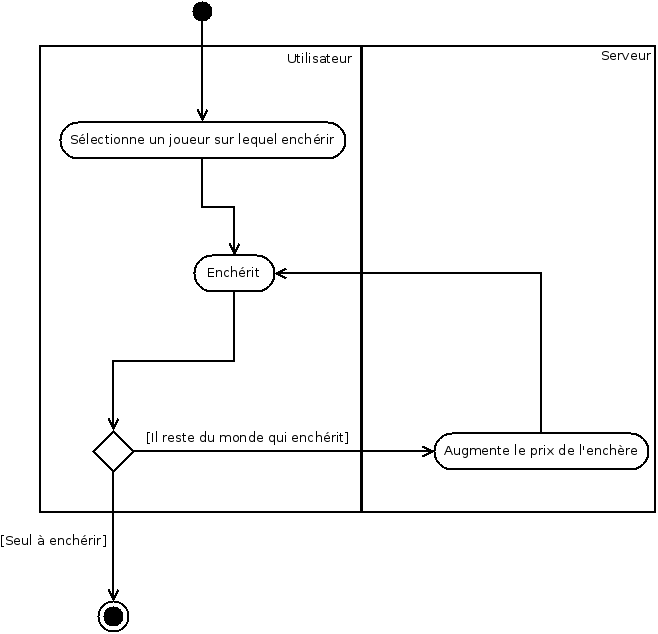 Utilisateur
Serveur
Sélectionne un joueur sur lequel enchérir
Enchérit
[Il reste du monde qui enchérit]
Augmente le prix de l'enchère
[Seul à enchérir]